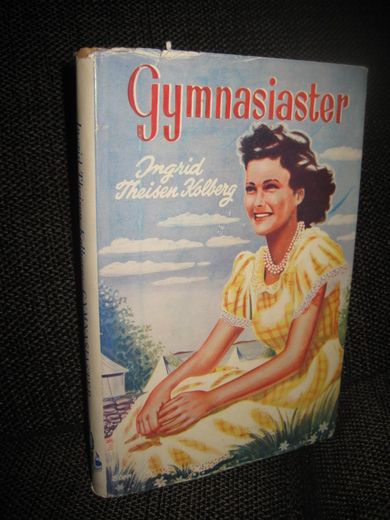 Gymnasiaster
Ingrid
Theisen Kolberg